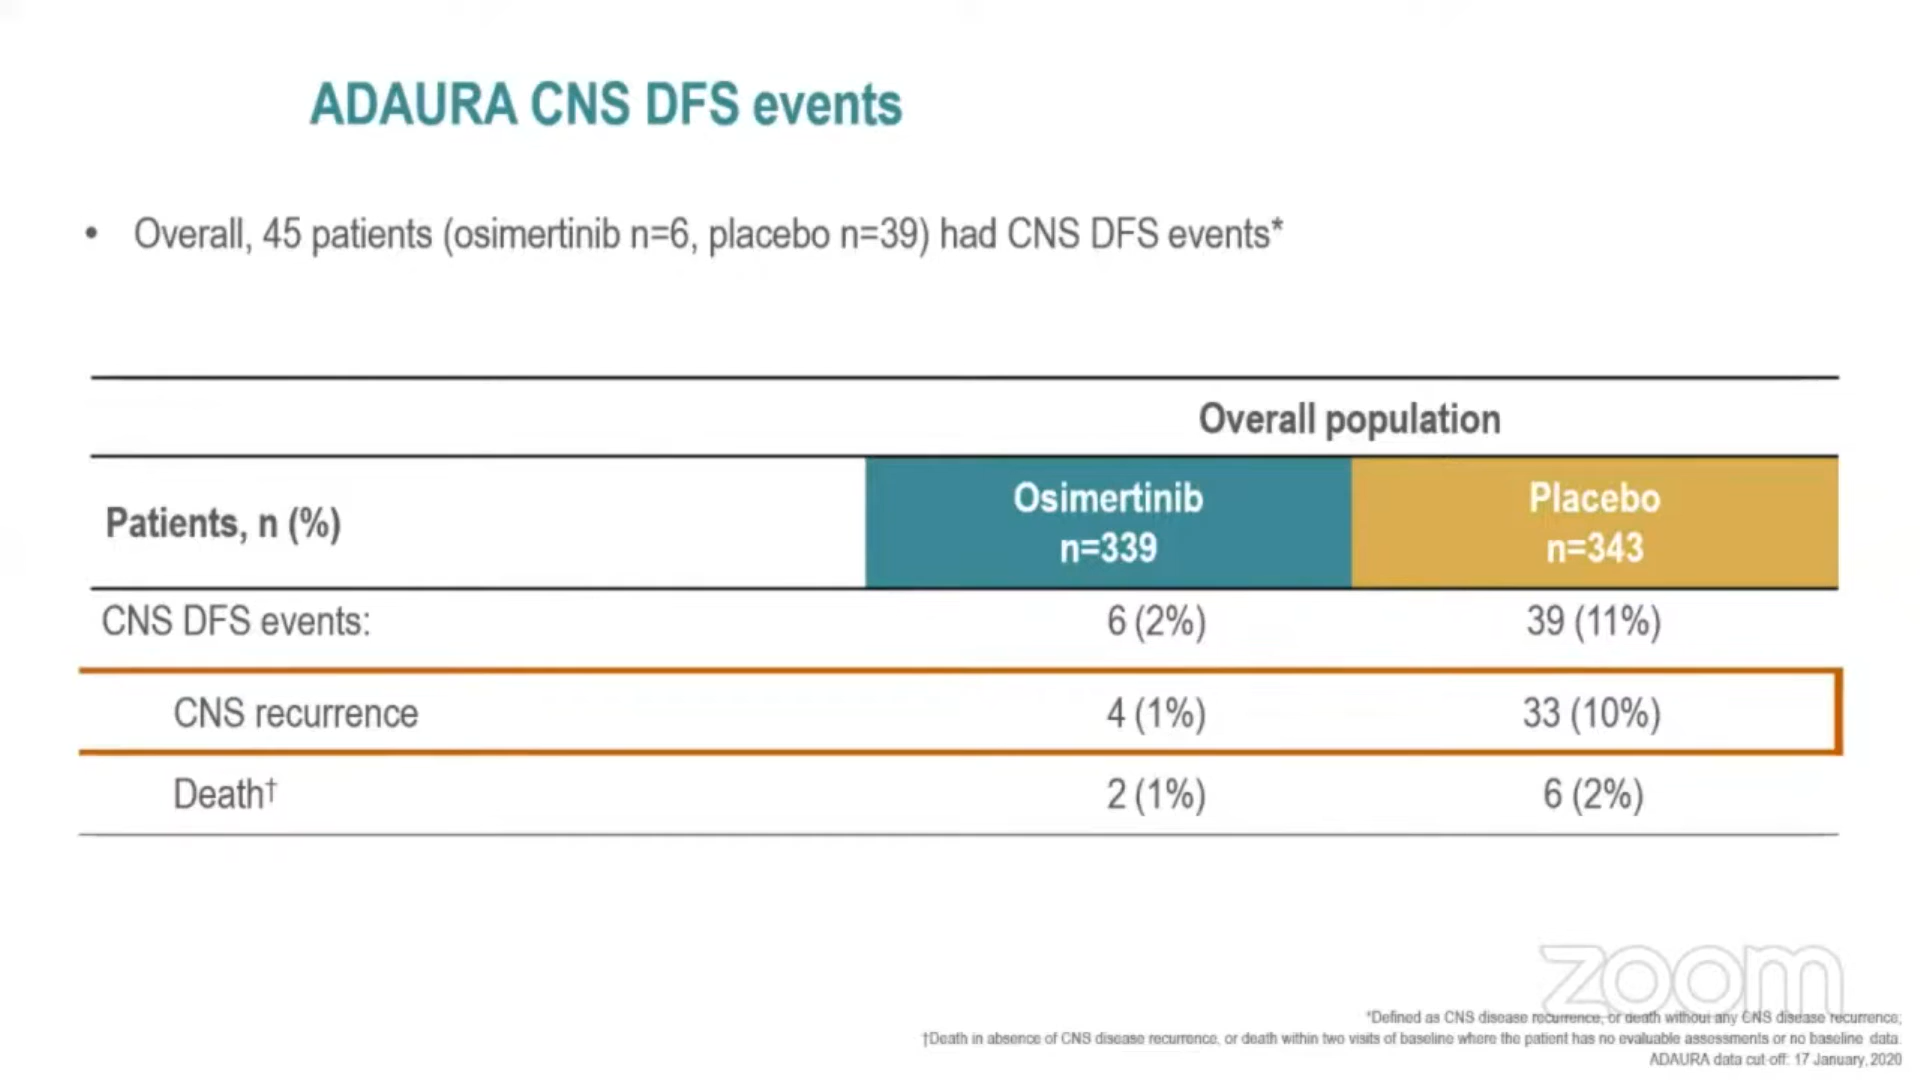 ADAURA CNS DFS events
• Overall, 45 patients (osimertinib n=6, placebo n=39) had CNS DFS events*
Overall population
Patients, n (%) Osimertinib n=339 Placebo n=343
CNS DFS events: 6 (2%) 39 (11%)
CNS recurrence 4 (1%) 33 (10%)
Death† 2 (1%) 6 (2%)
zoom
*Defined as CNS disease recurrence, or death without any CNS disease recurrence;
†Death in absence of CNS disease recurrence, or death within two visits of baseline where the patient has no evaluable assessments or no baseline data.
ADAURA data cut-off: 17 January, 2020